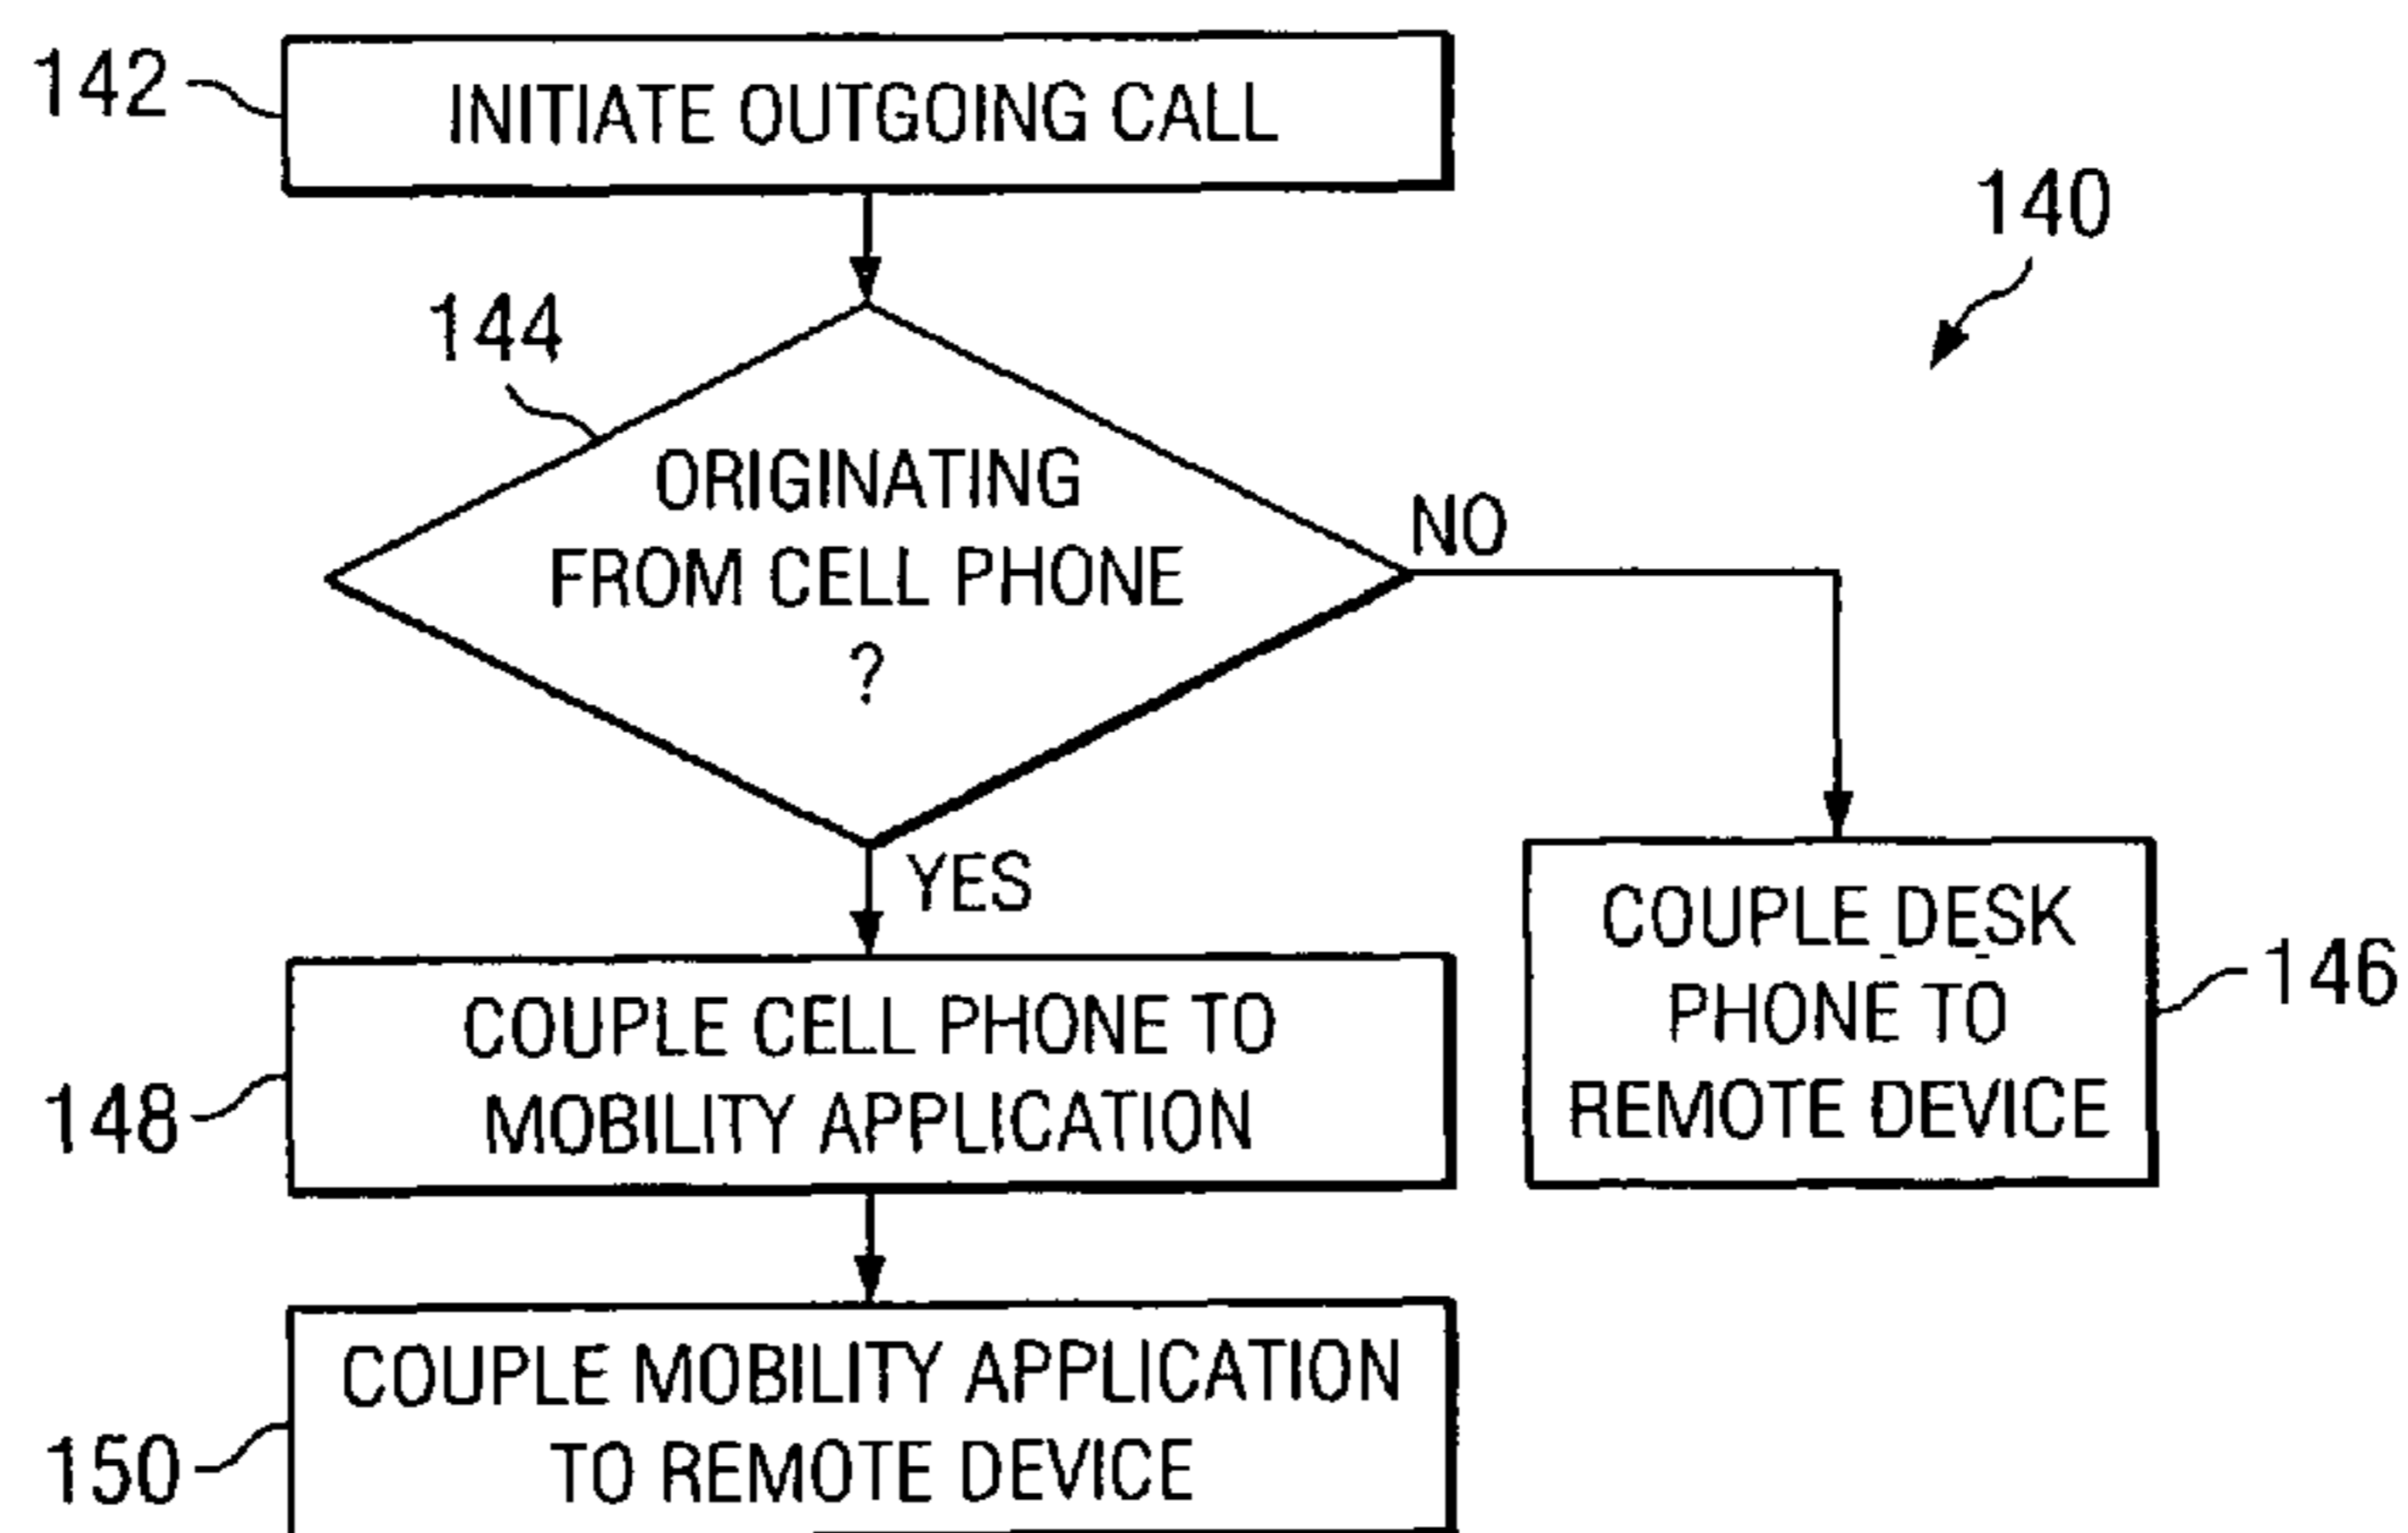 142
INITIATE OUTGOING CALL
140
144
ORIGINATING
FROM CELL PHONE
?
NO
YES
COUPLE DESK
PHONE TO
REMOTE DEVICE
146
148
COUPLE CELL PHONE TO
MOBILITY APPLICATION
150
COUPLE MOBILITY APPLICATION
TO REMOTE DEVICE